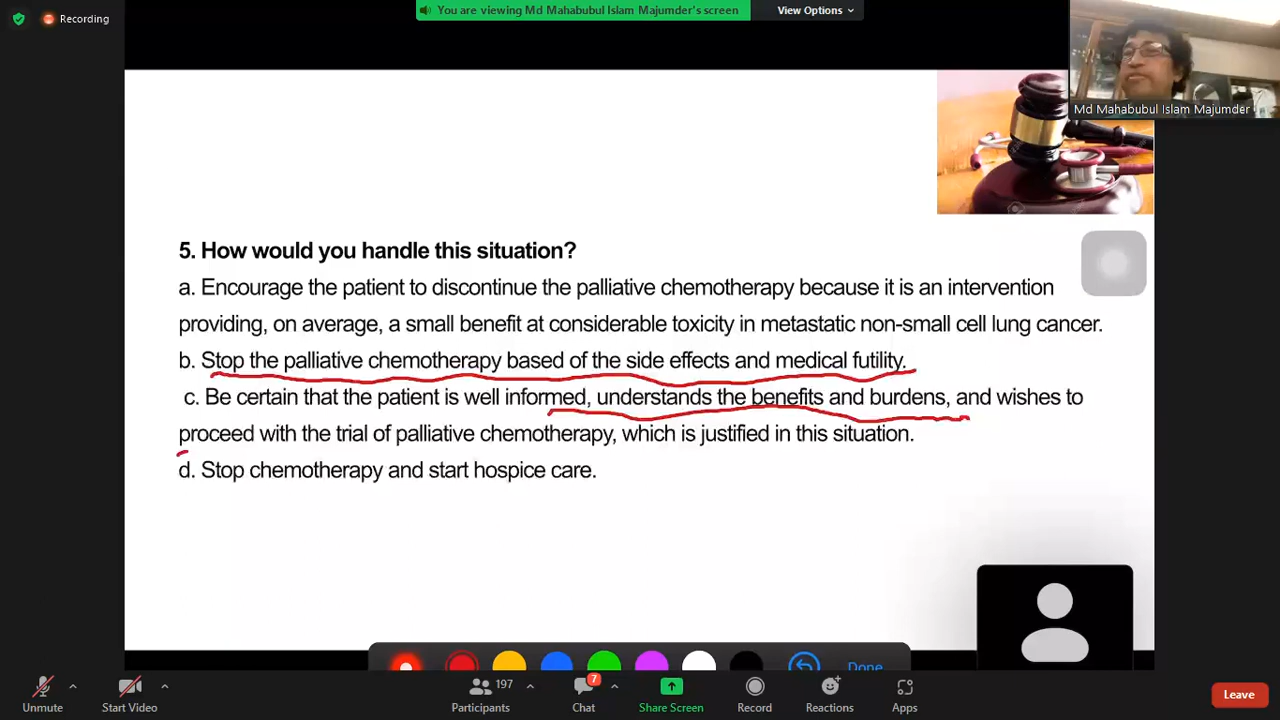 Recording
You are viewing Md Mahabubul Islam Majumder's screen
View Options
Md Mahabubul Islam Majumder
5. How would you handle this situation?
a. Encourage the patient to discontinue the palliative chemotherapy because it is an intervention
providing, on average, a small benefit at considerable toxicity in metastatic non-small cell lung cancer.
b. Stop the palliative chemotherapy based of the side effects and medical futility.
c. Be certain that the patient is well informed, understands the benefits and burdens, and wishes to
proceed with the trial of palliative chemotherapy, which is justified in this situation.
d. Stop chemotherapy and start hospice care.
Done
Unmute
Start Video
197
Participants
7
Chat
Share Screen
Record
Reactions
Apps
Leave